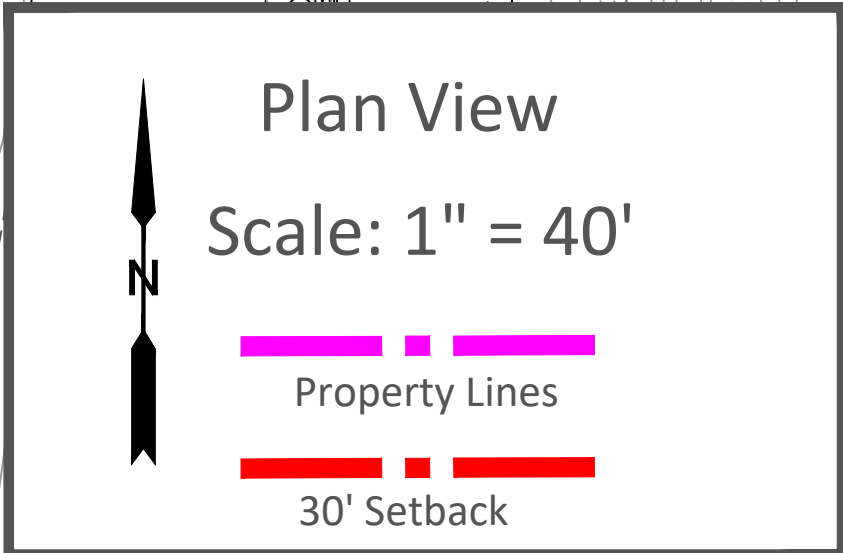 Plan View
Scale: 1" = 40'
N
Property Lines
30' Setback